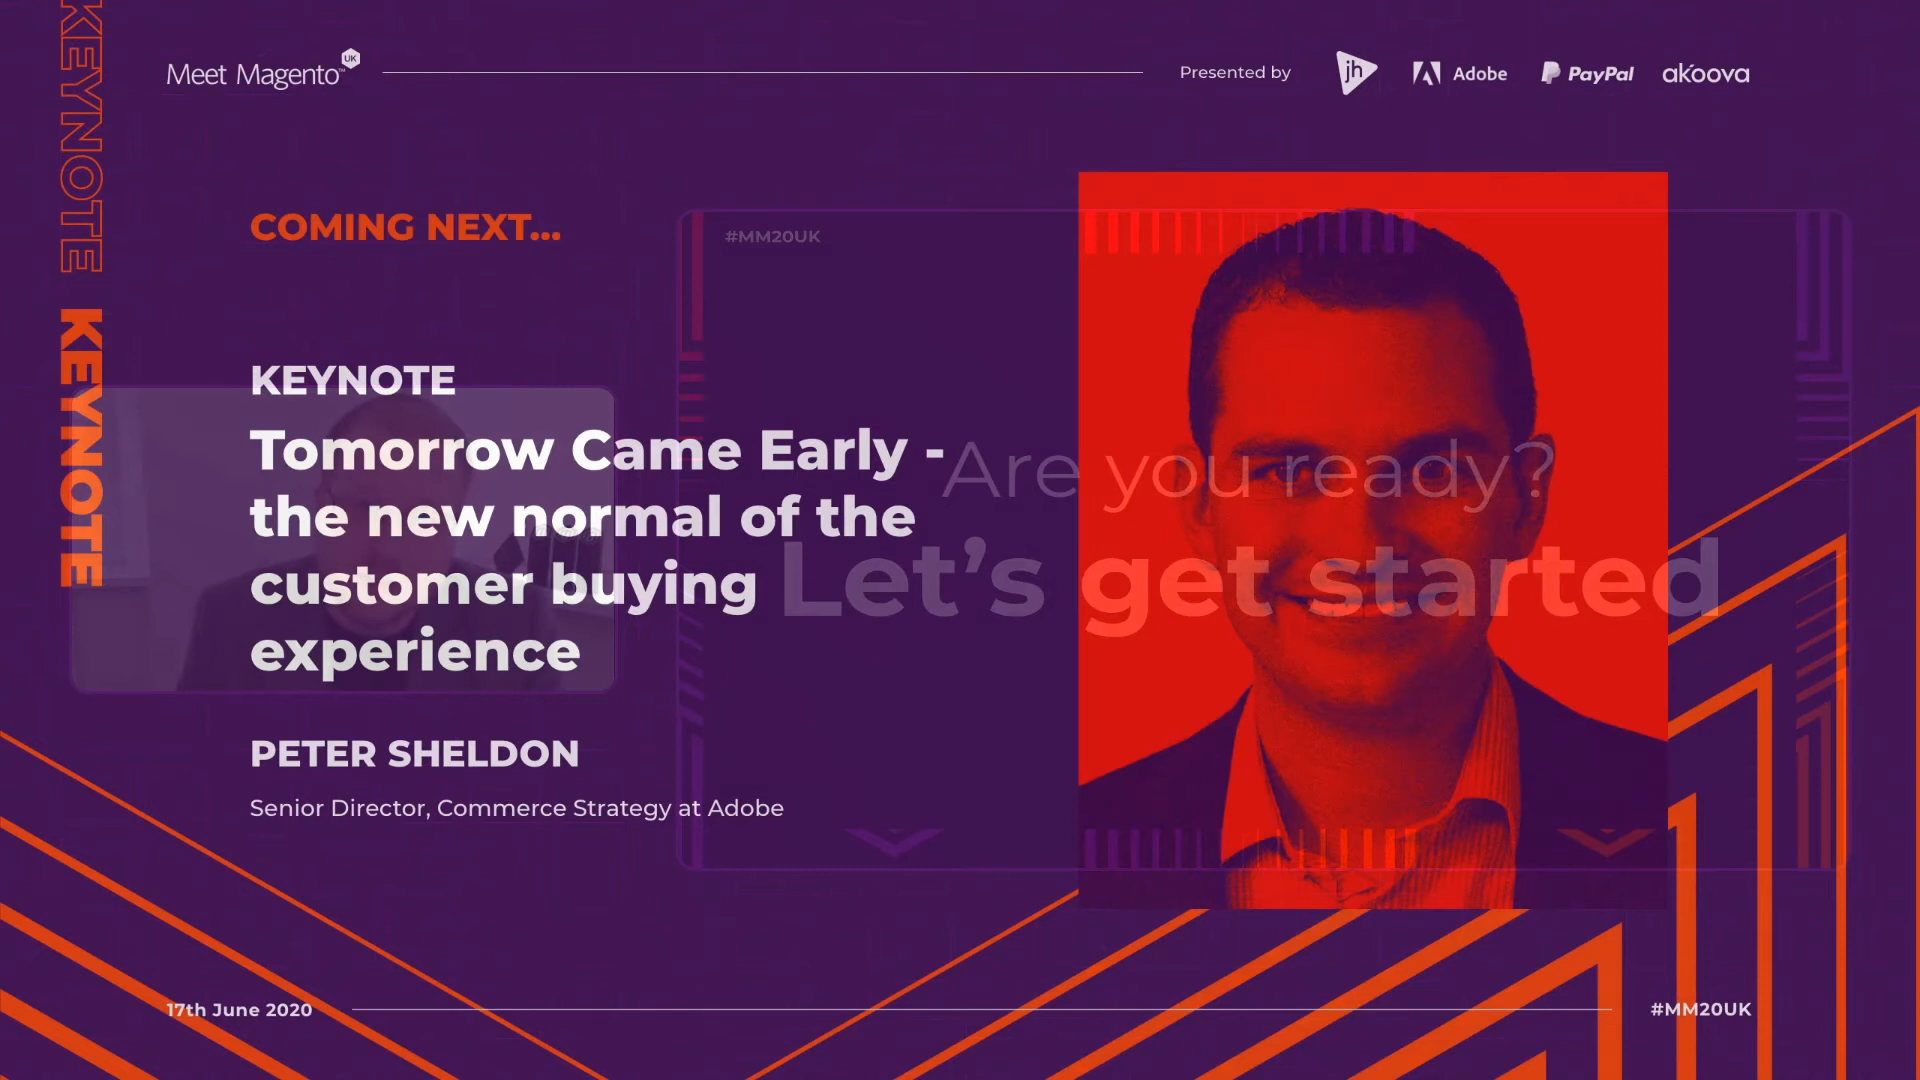 KEYNOTE KEYNOTE
Meet Magento™ UK
Presented by
jh
Adobe
PayPal
akoova
COMING NEXT...
#MM20UK
KEYNOTE
Tomorrow Came Early -
the new normal of the
customer buying
experience
Are you ready?
Let's get started
PETER SHELDON
Senior Director, Commerce Strategy at Adobe
17th June 2020
#MM20UK